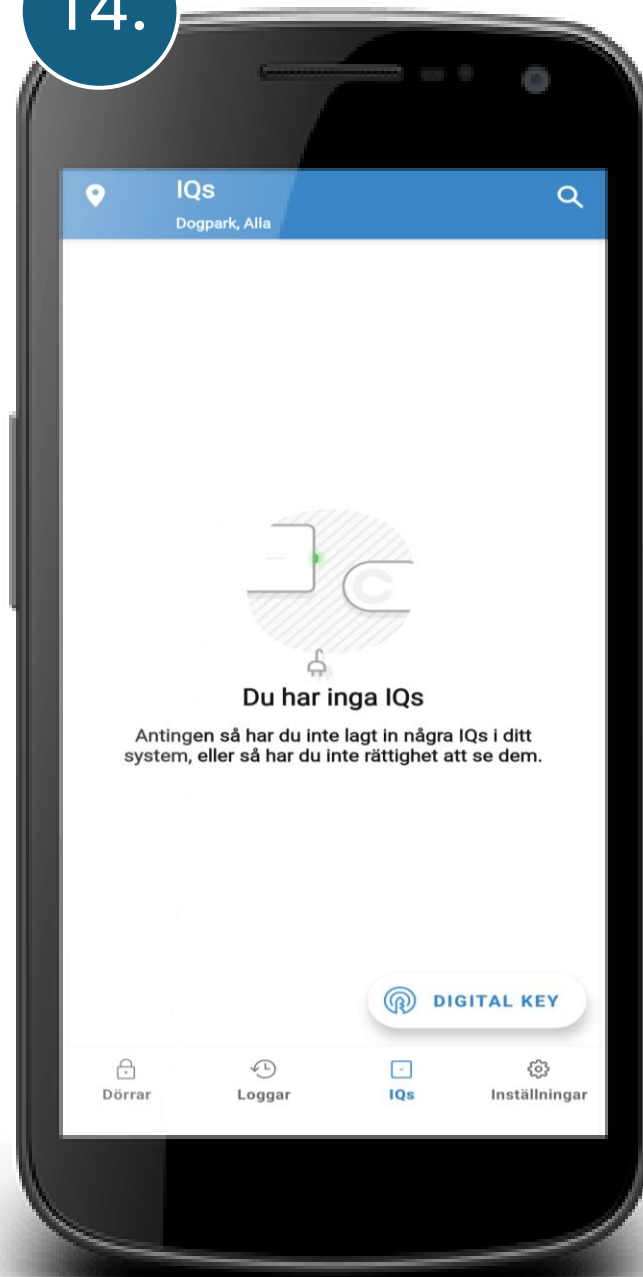 14.
IQs
Dogpark, Alla
Du har inga IQs
Antingen så har du inte lagt in några IQs i ditt
system, eller så har du inte rättighet att se dem.
DIGITAL KEY
Dörrar Loggar IQs Inställningar